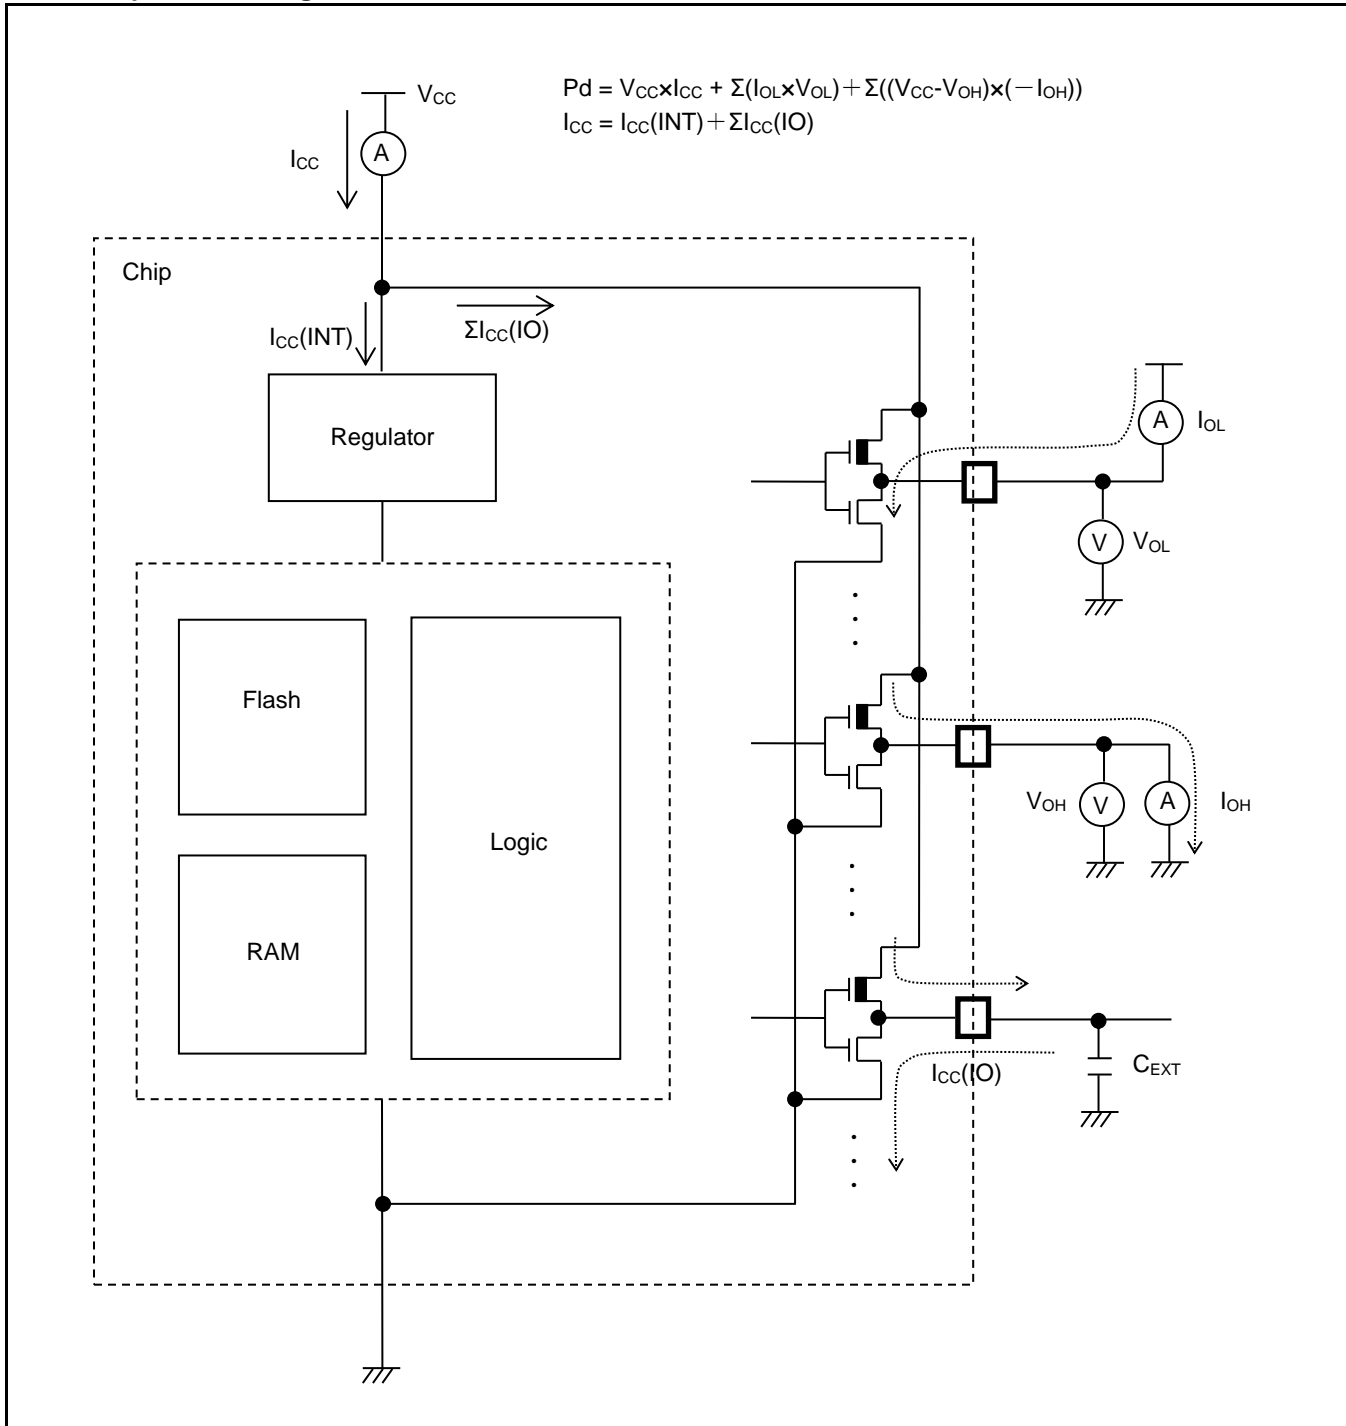 Pd = VCC×ICC + Σ(IOL×VOL)+Σ((VCC-VOH)×(−IOH))
ICC = ICC(INT)+ΣICC(IO)
VCC
A
ICC
Chip
ICC(INT)
ΣICC(IO)
Regulator
A
IOL
V
VOL
Flash
Logic
RAM
VOH
V
A
IOH
ICC(IO)
CEXT